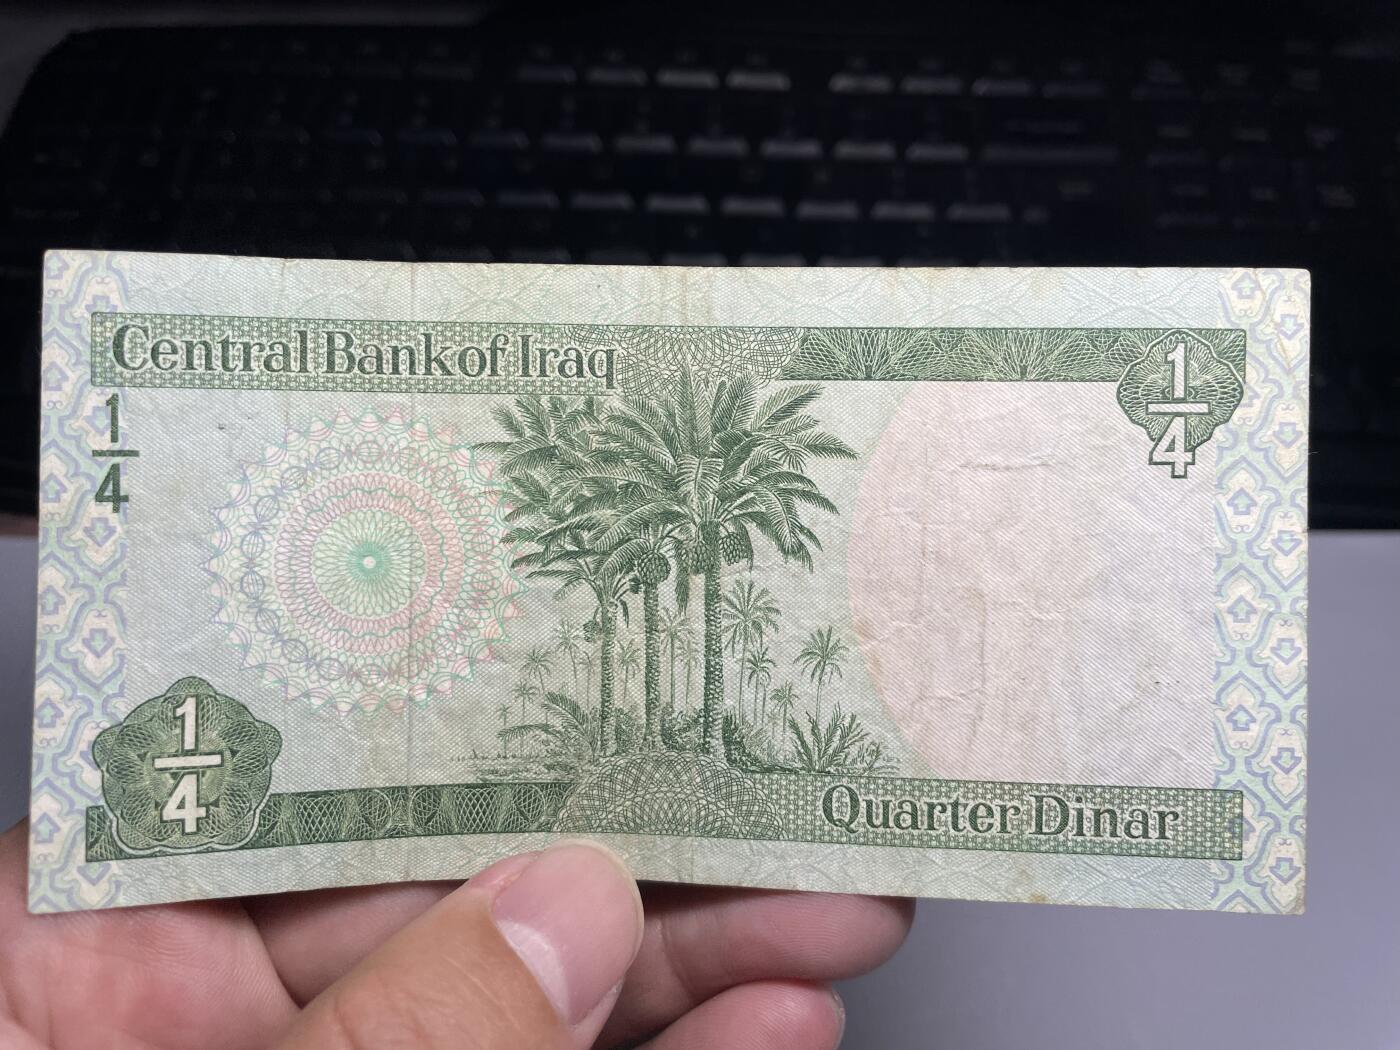 Central Bank of Iraq
1/4
1/4
1/4
Quarter Dinar